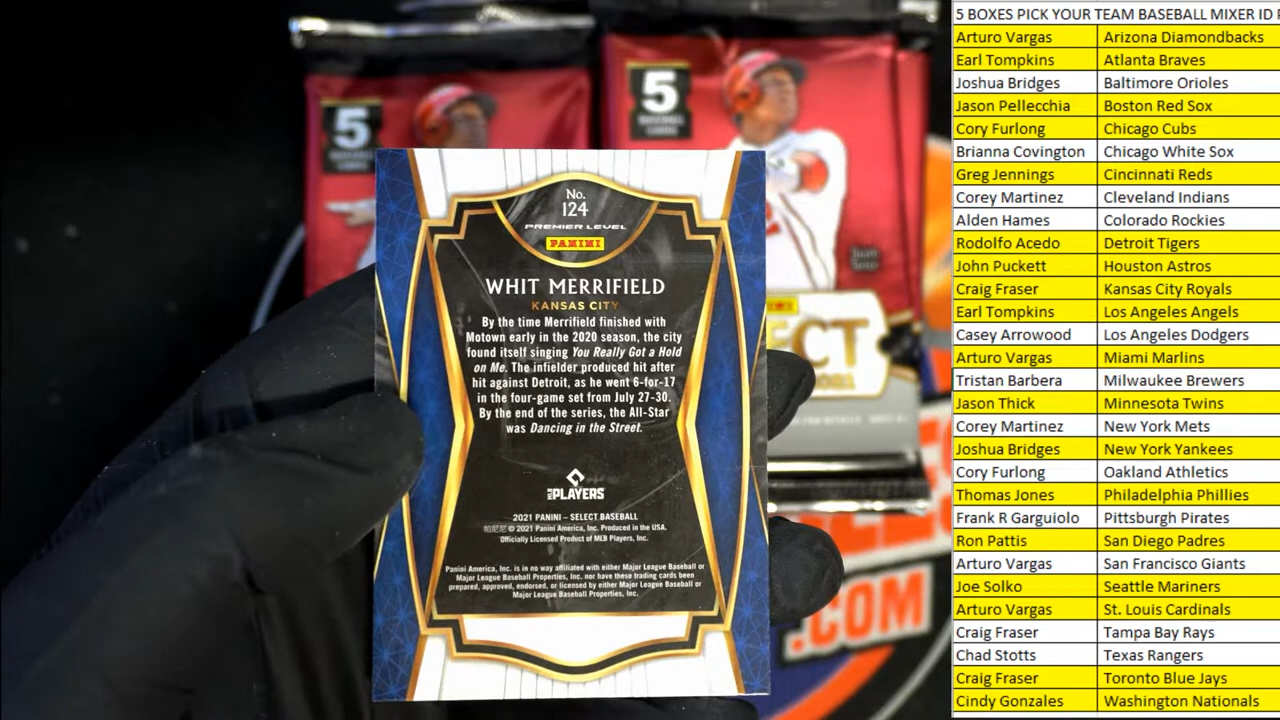 5
5
BASEBALL
CARDS
Juan
Soto
.COM
No.
124
PREMIER LEVEL
PANINI
WHIT MERRIFIELD
KANSAS CITY
By the time Merrifield finished with
Motown early in the 2020 season, the city
found itself singing You Really Got a Hold
on Me. The infielder produced hit after
hit against Detroit, as he went 6-for-17
in the four-game set from July 27-30.
By the end of the series, the All-Star
was Dancing in the Street.
MLB PLAYERS
2021 PANINI – SELECT BASEBALL
帕尼尼 © 2021 Panini America, Inc. Produced in the USA.
Officially Licensed Product of MLB Players, Inc.
Panini America, Inc. is in no way affiliated with either Major League Baseball or
Major League Baseball Properties, Inc. nor have these trading cards been
prepared, approved, endorsed, or licensed by either Major League Baseball or
Major League Baseball Properties, Inc.
5 BOXES PICK YOUR TEAM BASEBALL MIXER ID
Arturo Vargas Arizona Diamondbacks
Earl Tompkins Atlanta Braves
Joshua Bridges Baltimore Orioles
Jason Pellecchia Boston Red Sox
Cory Furlong Chicago Cubs
Brianna Covington Chicago White Sox
Greg Jennings Cincinnati Reds
Corey Martinez Cleveland Indians
Alden Hames Colorado Rockies
Rodolfo Acedo Detroit Tigers
John Puckett Houston Astros
Craig Fraser Kansas City Royals
Earl Tompkins Los Angeles Angels
Casey Arrowood Los Angeles Dodgers
Arturo Vargas Miami Marlins
Tristan Barbera Milwaukee Brewers
Jason Thick Minnesota Twins
Corey Martinez New York Mets
Joshua Bridges New York Yankees
Cory Furlong Oakland Athletics
Thomas Jones Philadelphia Phillies
Frank R Garguiolo Pittsburgh Pirates
Ron Pattis San Diego Padres
Arturo Vargas San Francisco Giants
Joe Solko Seattle Mariners
Arturo Vargas St. Louis Cardinals
Craig Fraser Tampa Bay Rays
Chad Stotts Texas Rangers
Craig Fraser Toronto Blue Jays
Cindy Gonzales Washington Nationals